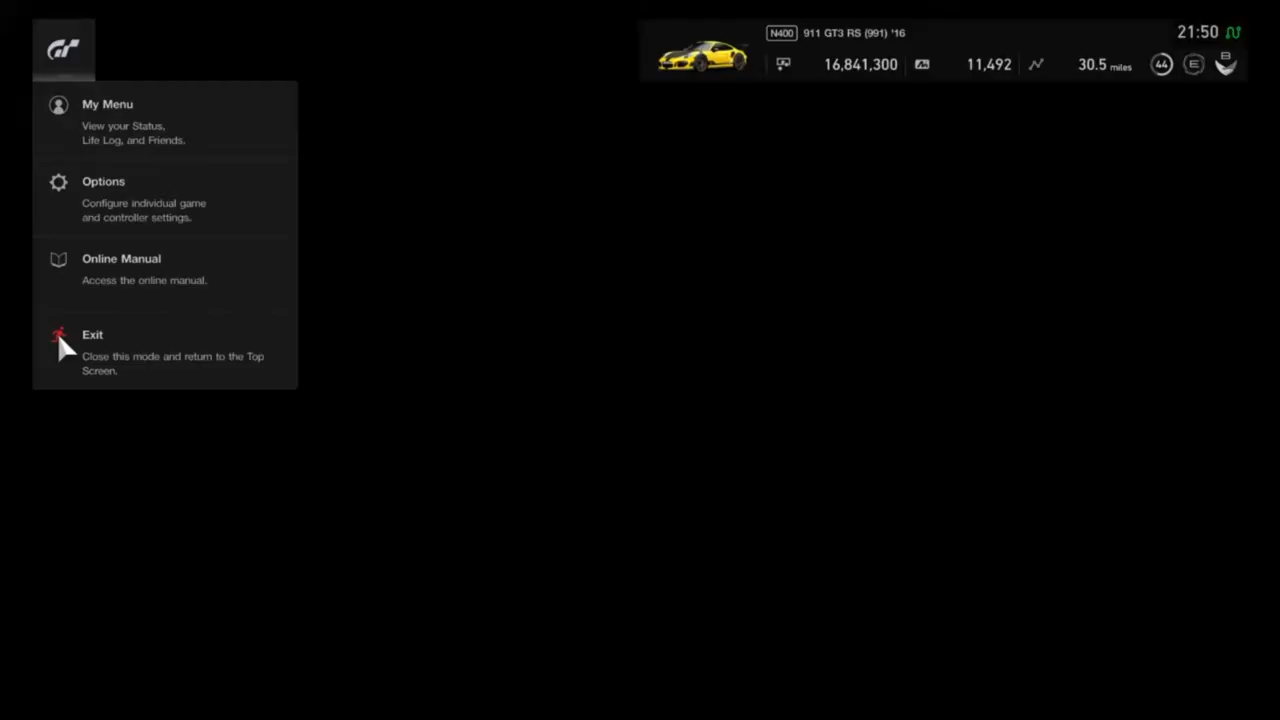 GT
N400 911 GT3 RS (991) '16
21:50
16,841,300
11,492
30.5 miles
44
E
B
My Menu
View your Status,
Life Log, and Friends.
Options
Configure individual game
and controller settings.
Online Manual
Access the online manual.
Exit
Close this mode and return to the Top
Screen.